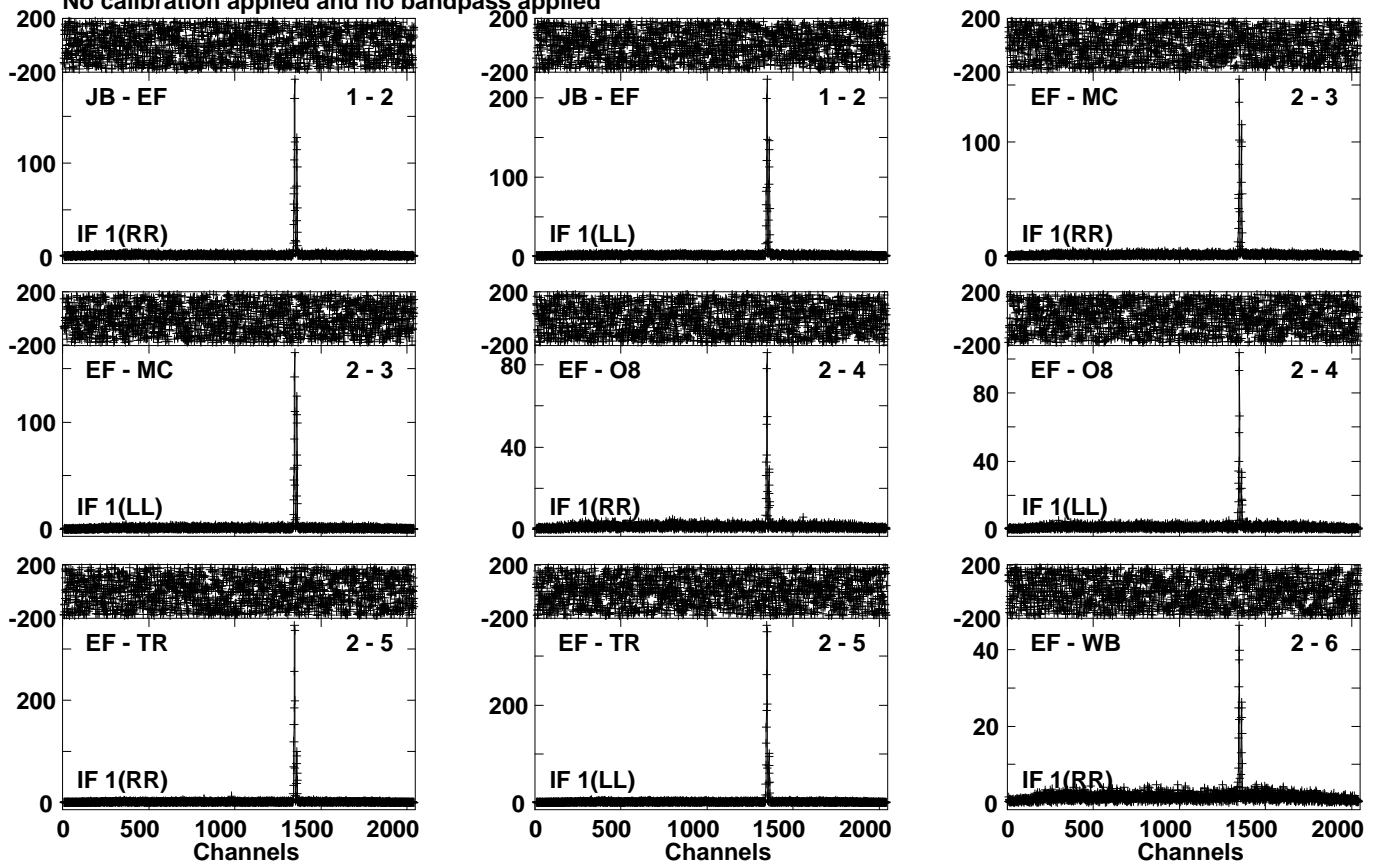 No calibration applied and no bandpass applied
200
-200
JB - EF 1 - 2
100
IF 1(RR)
0
200
JB - EF 1 - 2
200
100
IF 1(LL)
0
200
-200
EF - MC 2 - 3
100
IF 1(RR)
0
200
-200
EF - MC 2 - 3
100
IF 1(LL)
0
200
-200
80
EF - O8 2 - 4
40
IF 1(RR)
0
200
-200
EF - O8 2 - 4
80
40
IF 1(LL)
0
200
-200
EF - TR 2 - 5
200
IF 1(RR)
0
0 500 1000 1500 2000
Channels
200
-200
EF - TR 2 - 5
200
IF 1(LL)
0
0 500 1000 1500 2000
Channels
200
-200
EF - WB 2 - 6
40
20
IF 1(RR)
0
0 500 1000 1500 2000
Channels